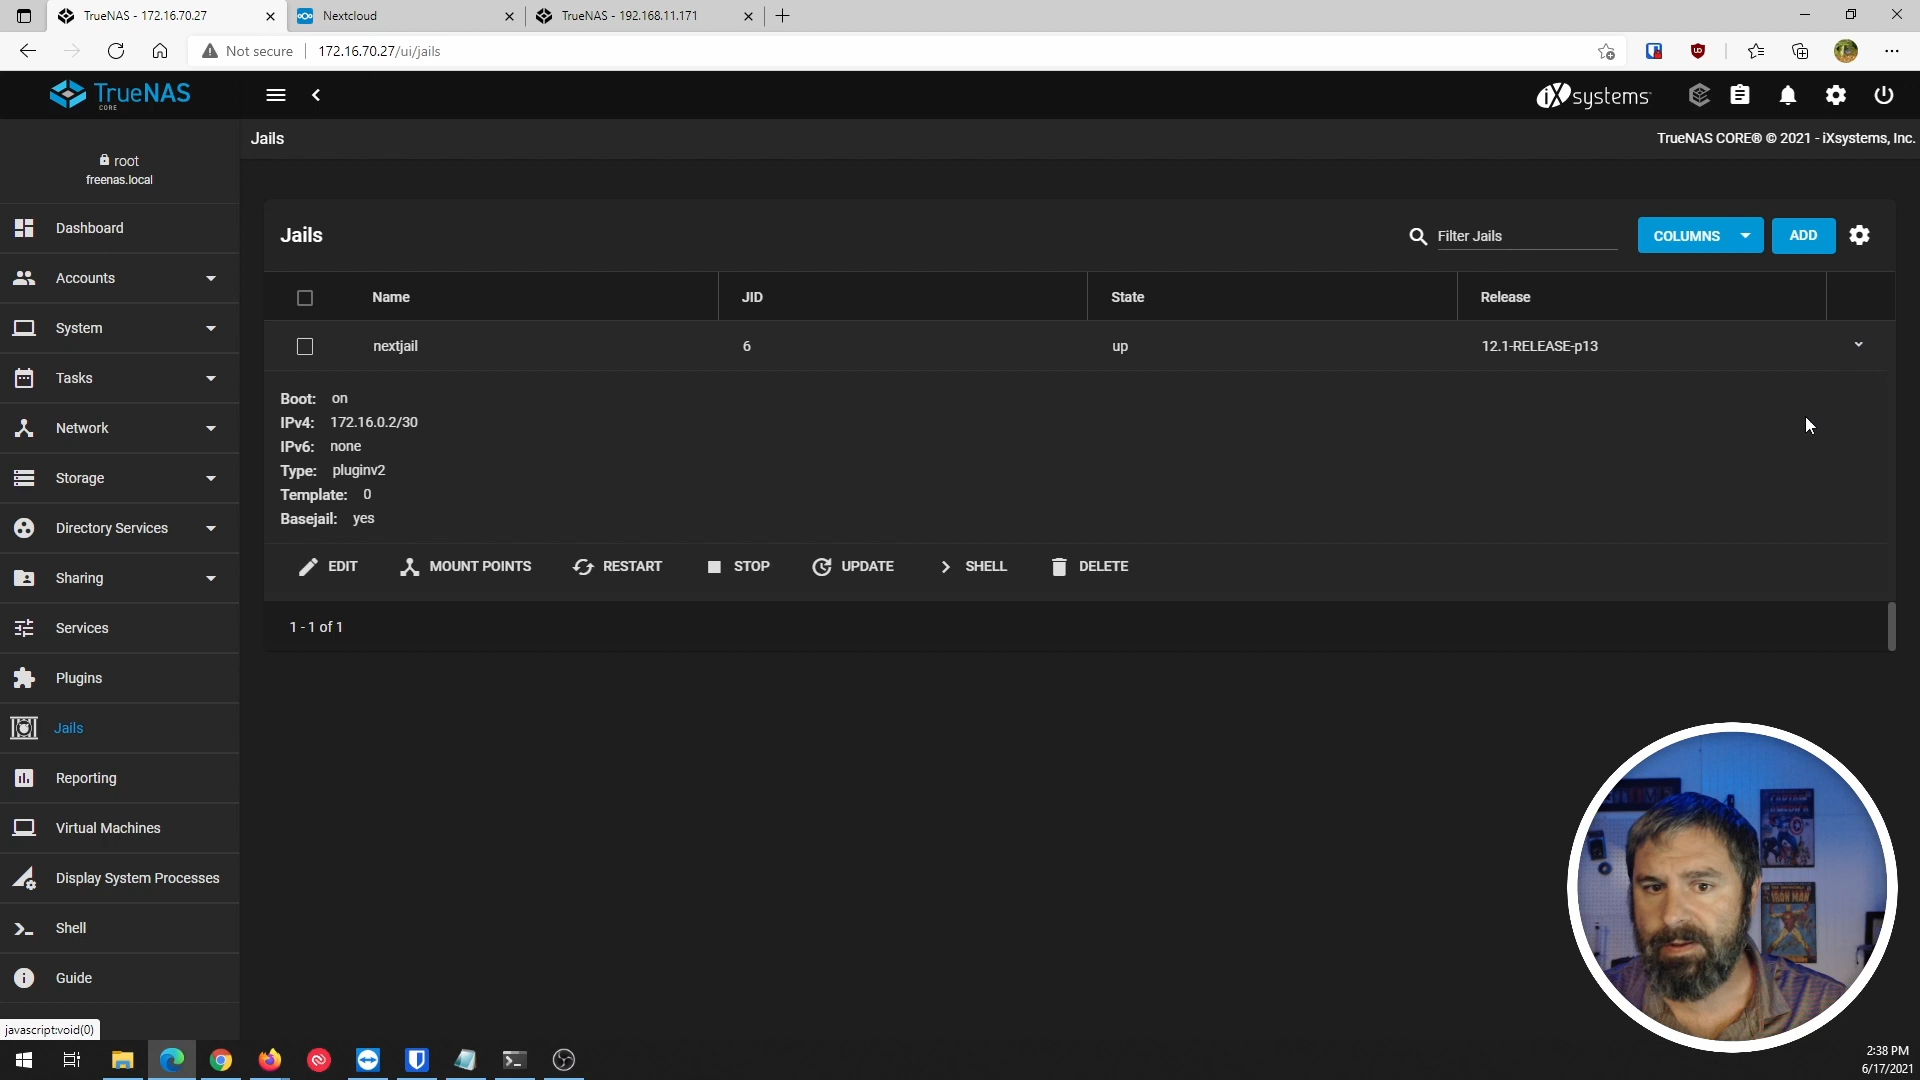 TrueNAS - 172.16.70.27
Nextcloud
TrueNAS - 192.168.11.171
Not secure
172.16.70.27/ui/jails
TrueNAS
CORE
iXsystems
Jails
TrueNAS CORE® © 2021 - iXsystems, Inc.
root
freenas.local
Dashboard
Accounts
System
Tasks
Network
Storage
Directory Services
Sharing
Services
Plugins
Jails
Reporting
Virtual Machines
Display System Processes
Shell
Guide
javascript:void(0)
Jails
Filter Jails
COLUMNS
ADD
Name JID State Release
nextjail 6 up 12.1-RELEASE-p13
Boot: on
IPv4: 172.16.0.2/30
IPv6: none
Type: pluginv2
Template: 0
Basejail: yes
EDIT MOUNT POINTS RESTART STOP UPDATE SHELL DELETE
1 - 1 of 1
CAPTAIN AMERICA
IRON MAN
2:38 PM
6/17/2021